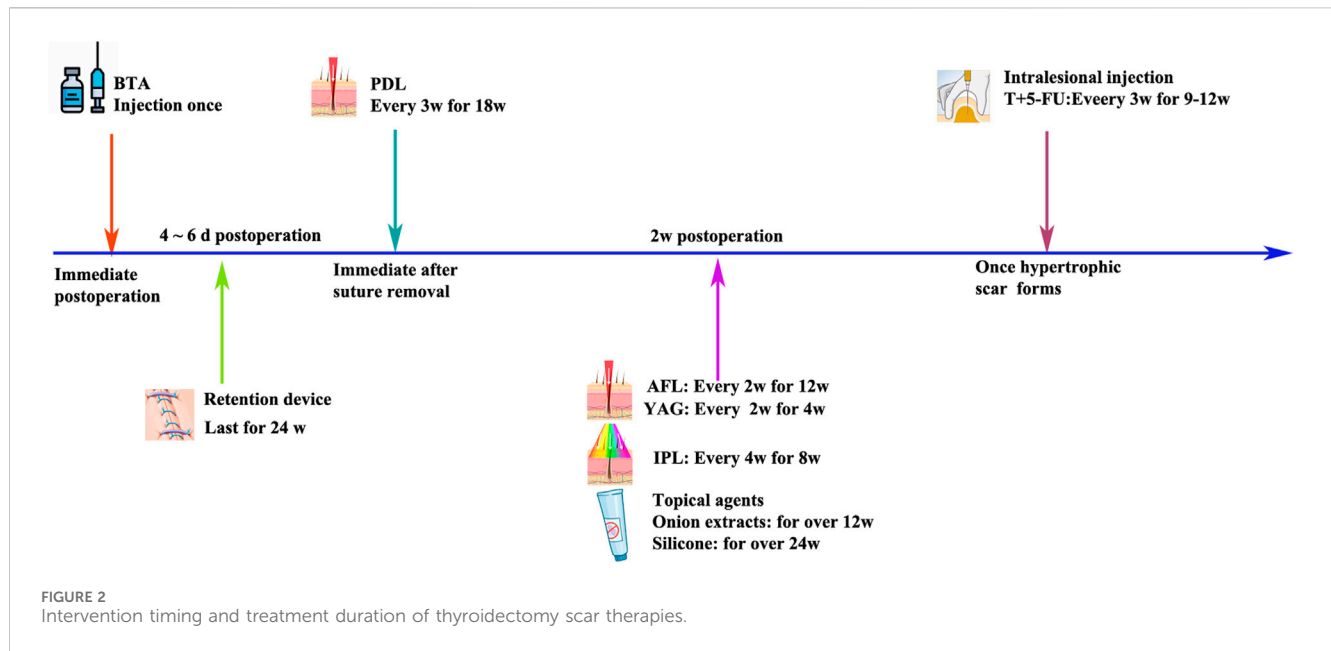 BTA
Injection once
PDL
Every 3w for 18w
Intralesional injection
T+5-FU:Eveery 3w for 9-12w
4 ~ 6 d postoperation
2w postoperation
Immediate
postoperation
Immediate after
suture removal
Once hypertrophic
scar forms
Retention device
Last for 24 w
AFL: Every 2w for 12w
YAG: Every 2w for 4w
IPL: Every 4w for 8w
Topical agents
Onion extracts: for over 12w
Silicone: for over 24w
FIGURE 2
Intervention timing and treatment duration of thyroidectomy scar therapies.